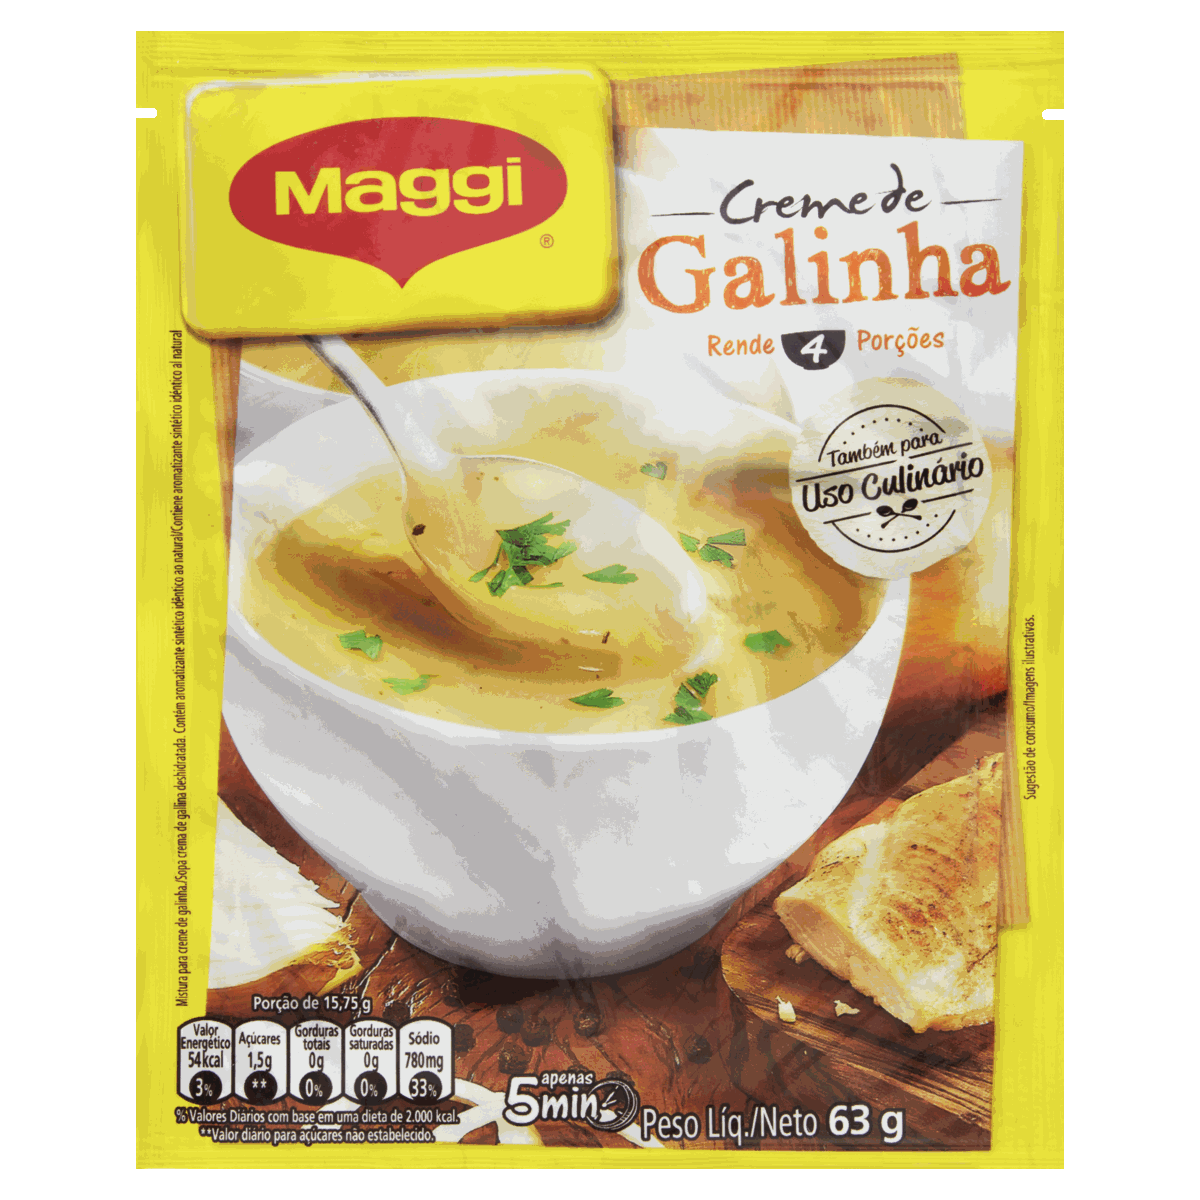 Maggi
®
Creme de
Galinha
Rende 4 Porções
Também para
Uso Culinário
Mistura para creme de galinha./Sopa crema de gallina deshidratada. Contém aromatizante sintético idêntico ao natural/Contiene aromatizante sintético idéntico al natural
Sugestão de consumo/Imagens ilustrativas.
Porção de 15,75 g
Valor Energético 54 kcal 3%
Açúcares 1,5 g **
Gorduras totais 0 g 0%
Gorduras saturadas 0 g 0%
Sódio 780 mg 33%
% Valores Diários com base em uma dieta de 2.000 kcal.
**Valor diário para açúcares não estabelecido.
apenas
5min
Peso Líq./Neto 63 g